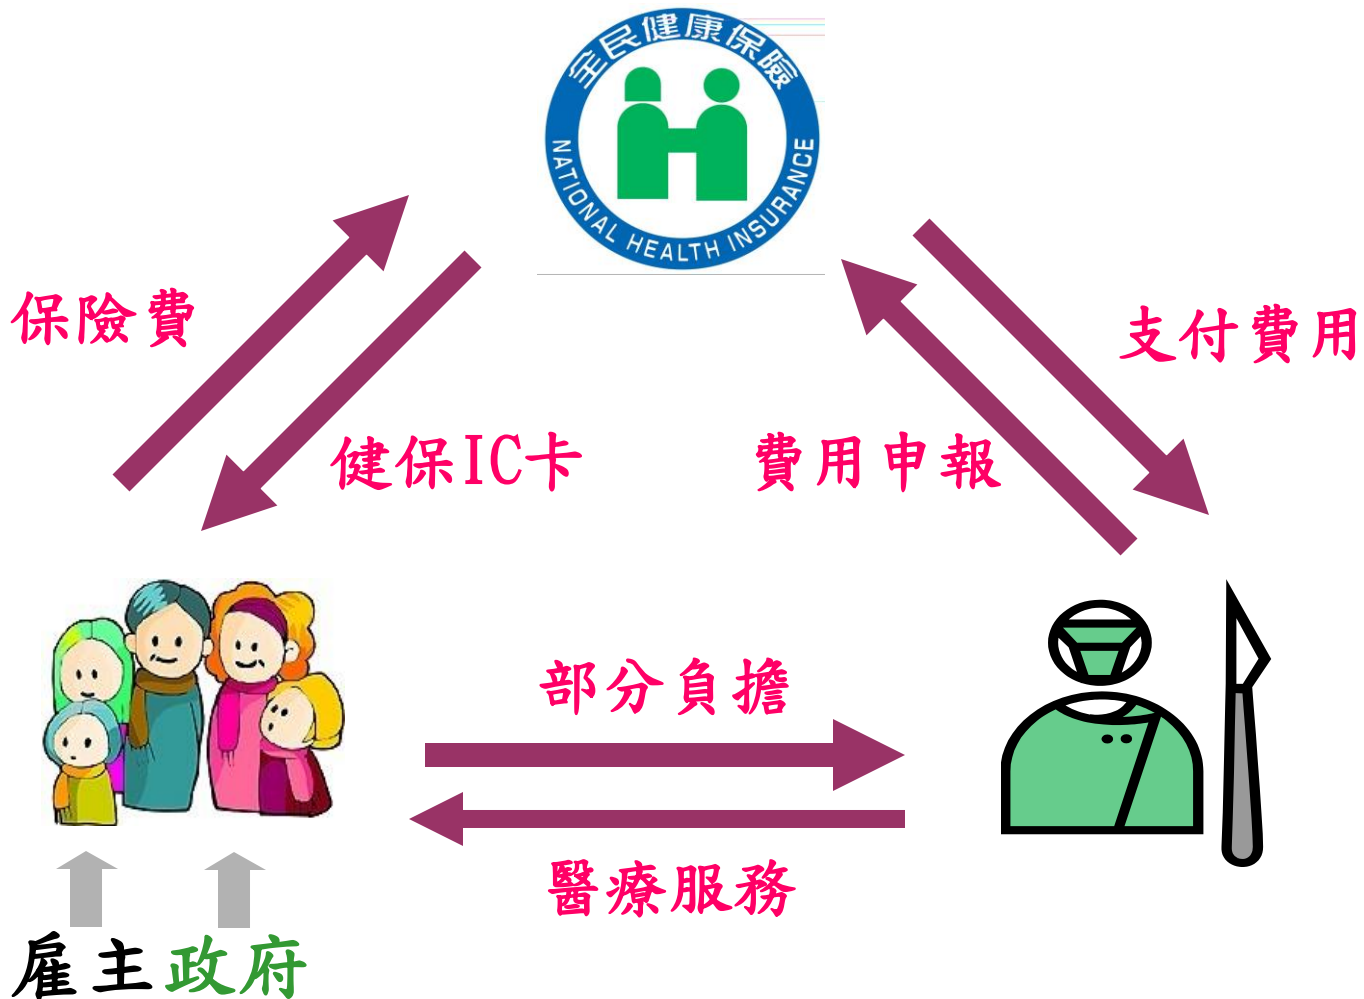 全民健康保險
NATIONAL HEALTH INSURANCE
保險費
支付費用
健保IC卡
費用申報
部分負擔
醫療服務
雇主政府